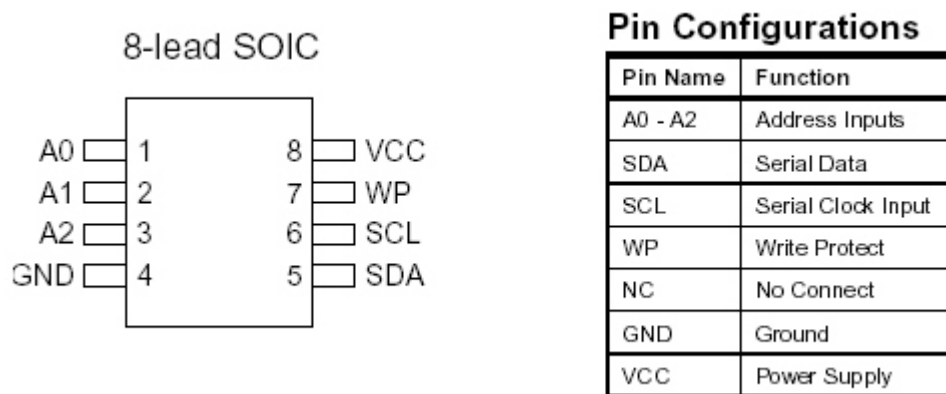 8-lead SOIC
A0 1 8 VCC
A1 2 7 WP
A2 3 6 SCL
GND 4 5 SDA
Pin Configurations
Pin Name Function
A0 - A2 Address Inputs
SDA Serial Data
SCL Serial Clock Input
WP Write Protect
NC No Connect
GND Ground
VCC Power Supply